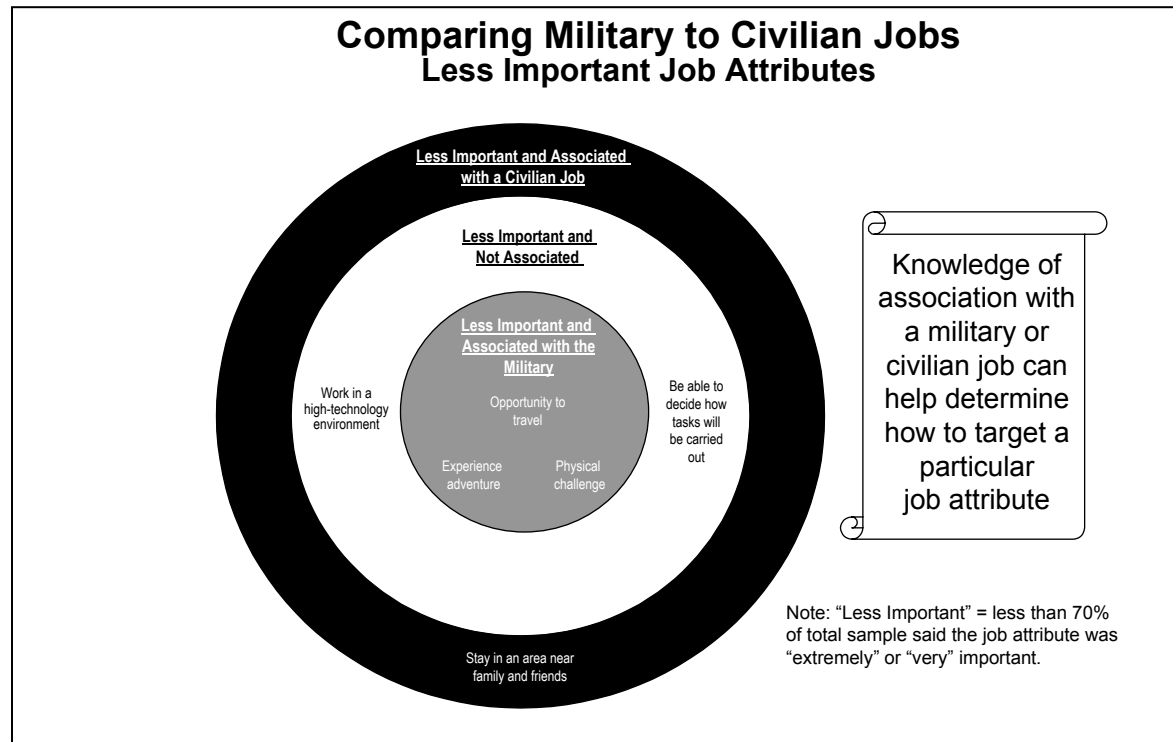 Comparing Military to Civilian Jobs
Less Important Job Attributes
Less Important and Associated
with a Civilian Job
Less Important and
Not Associated
Less Important and
Associated with the
Military
Opportunity to
travel
Experience
adventure
Physical
challenge
Work in a
high-technology
environment
Be able to
decide how
tasks will
be carried
out
Stay in an area near
family and friends
Knowledge of
association with
a military or
civilian job can
help determine
how to target a
particular
job attribute
Note: “Less Important” = less than 70%
of total sample said the job attribute was
“extremely” or “very” important.